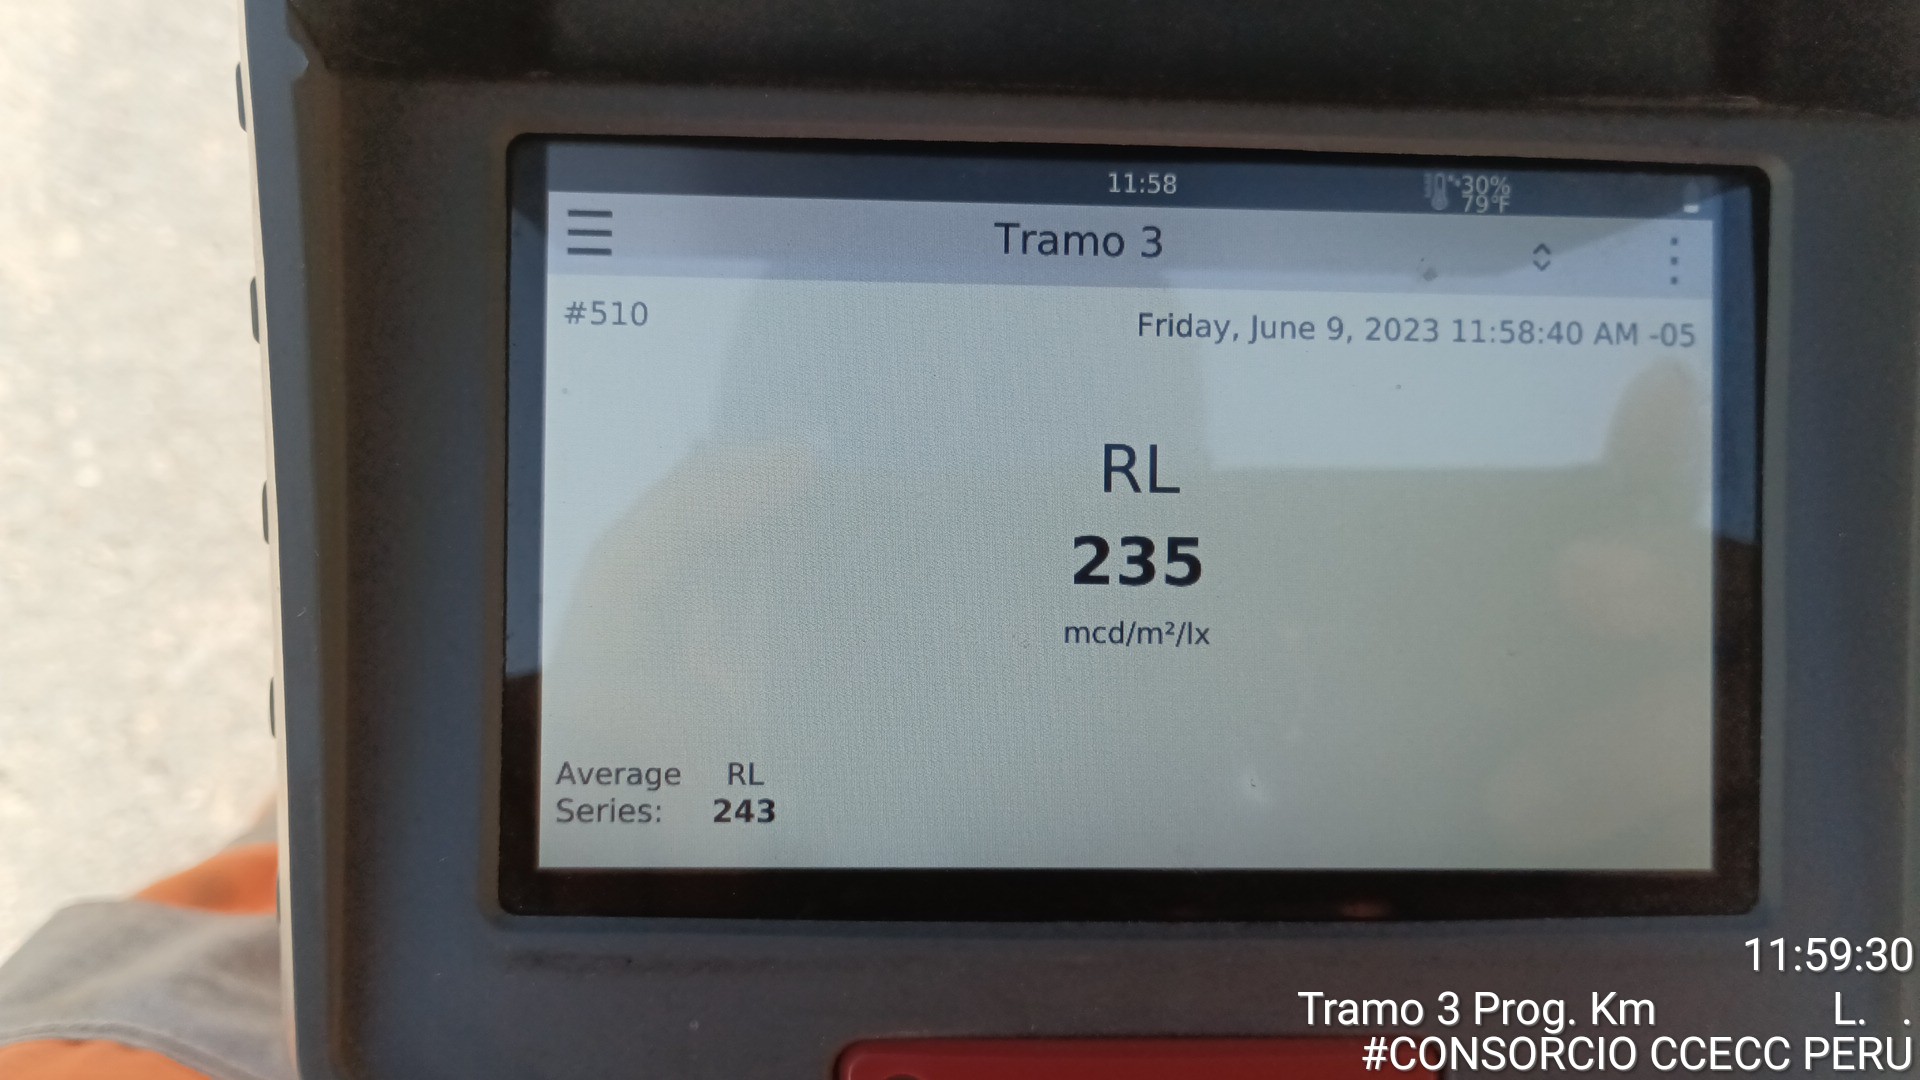 11:58
30%
79°F
Tramo 3
#510
Friday, June 9, 2023 11:58:40 AM -05
RL
235
mcd/m²/lx
Average RL
Series: 243
11:59:30
Tramo 3 Prog. Km L. .
#CONSORCIO CCECC PERU